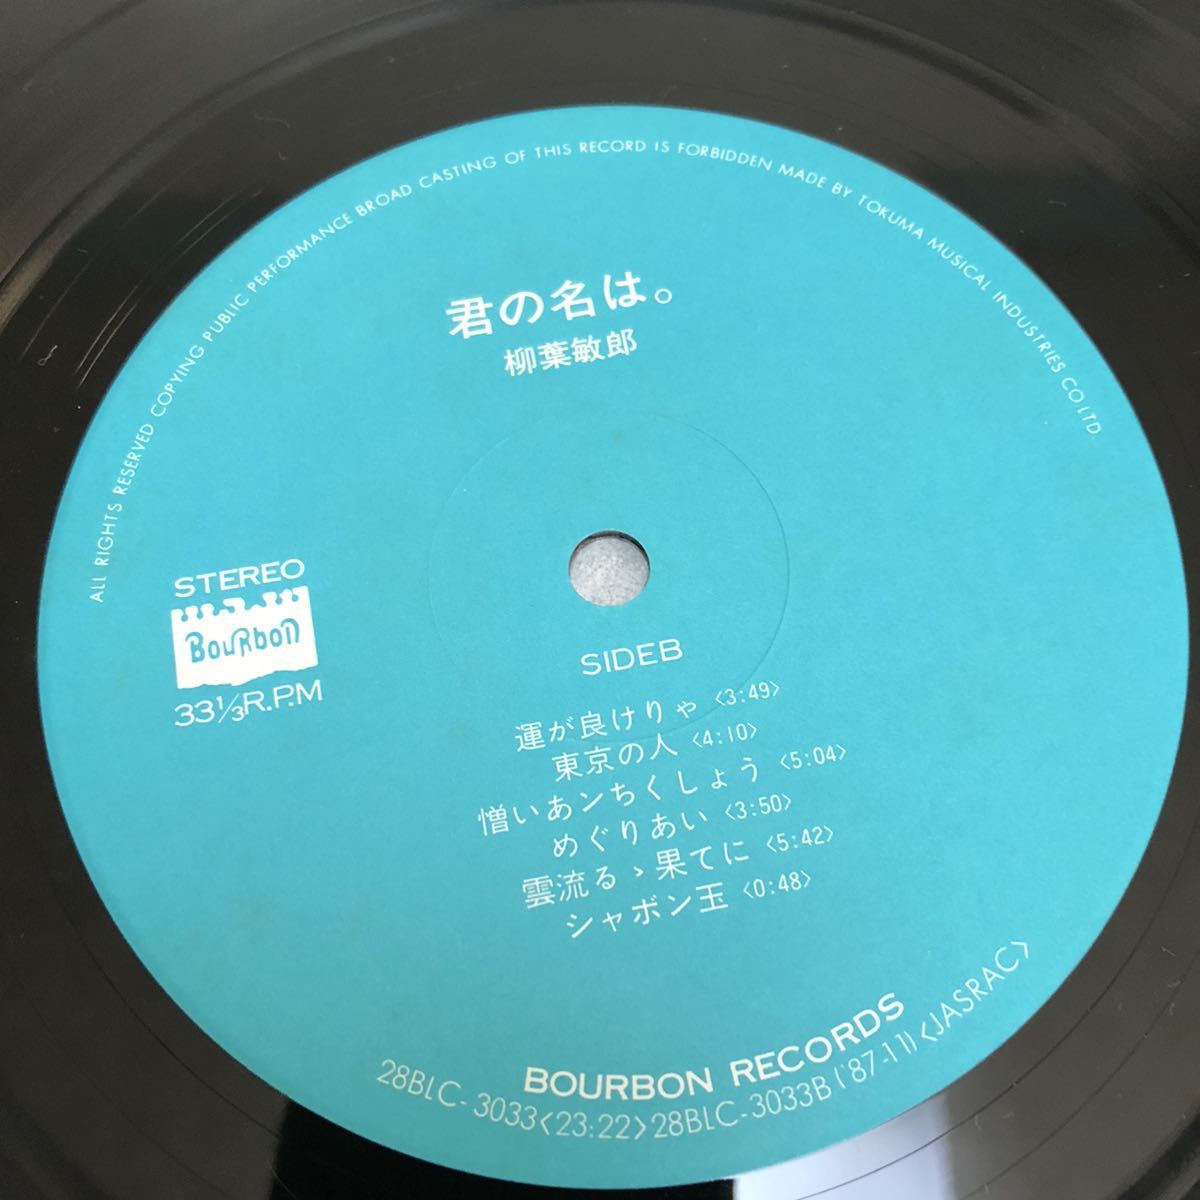 ALL RIGHTS RESERVED COPYING PUBLIC PERFORMANCE BROAD CASTING OF THIS RECORD IS FORBIDDEN MADE BY TOKUMA MUSICAL INDUSTRIES CO LTD.
君の名は。
柳葉敏郎
STEREO
BouRboN
33⅓R.P.M
SIDEB
運が良けりゃ〈3:49〉
東京の人〈4:10〉
憎いあンちくしょう〈5:04〉
めぐりあい〈3:50〉
雲流るゝ果てに〈5:42〉
シャボン玉〈0:48〉
BOURBON RECORDS
28BLC-3033〈23:22〉28BLC-3033B('87-11)〈JASRAC〉